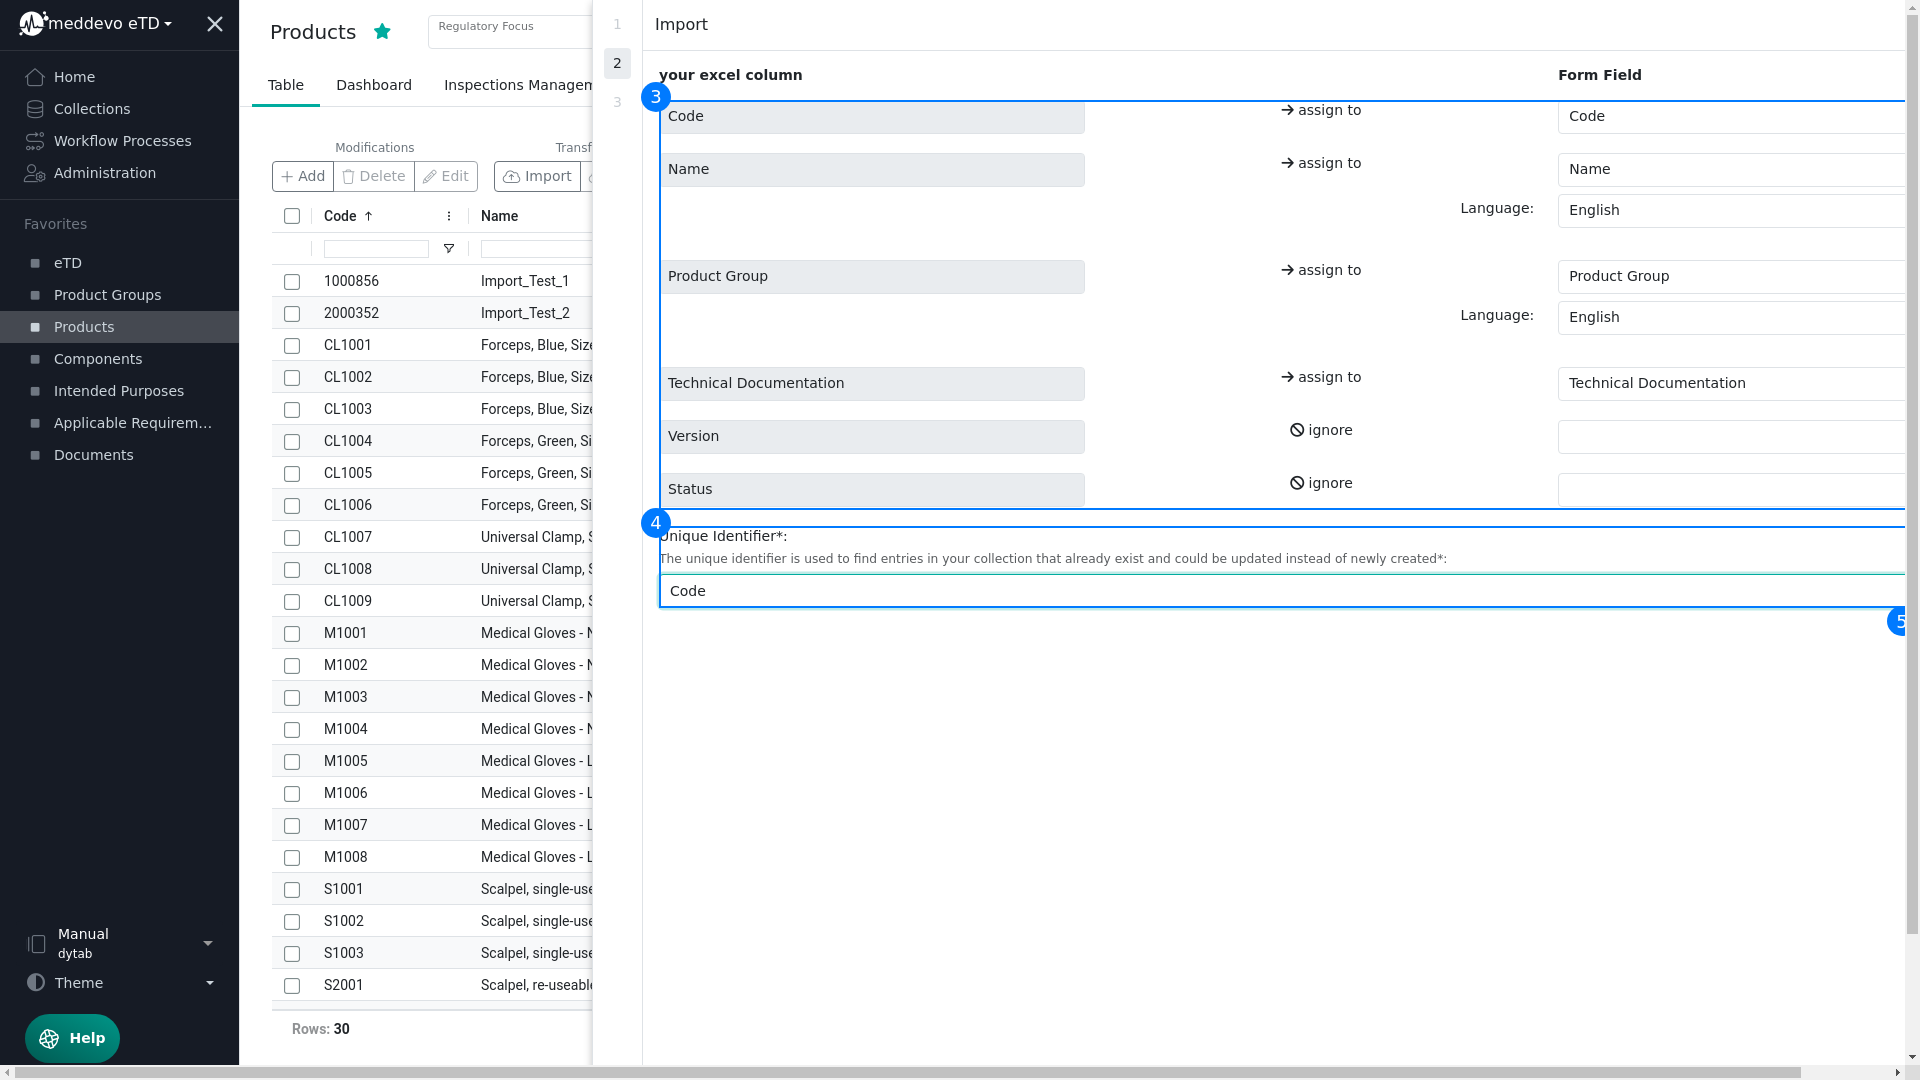 meddevo eTD
Home
Collections
Workflow Processes
Administration
Favorites
eTD
Product Groups
Products
Components
Intended Purposes
Applicable Requirem...
Documents
Manual
dytab
Theme
Help
Products
Regulatory Focus
Table Dashboard Inspections Managem
Modifications Transf
Add Delete Edit Import
Code Name
1000856 Import_Test_1
2000352 Import_Test_2
CL1001 Forceps, Blue, Size
CL1002 Forceps, Blue, Size
CL1003 Forceps, Blue, Size
CL1004 Forceps, Green, Si
CL1005 Forceps, Green, Si
CL1006 Forceps, Green, Si
CL1007 Universal Clamp, S
CL1008 Universal Clamp, S
CL1009 Universal Clamp, S
M1001 Medical Gloves - N
M1002 Medical Gloves - N
M1003 Medical Gloves - N
M1004 Medical Gloves - N
M1005 Medical Gloves - L
M1006 Medical Gloves - L
M1007 Medical Gloves - L
M1008 Medical Gloves - L
S1001 Scalpel, single-use
S1002 Scalpel, single-use
S1003 Scalpel, single-use
S2001 Scalpel, re-useable
Rows: 30
1
2
3
Import
your excel column Form Field
3
Code → assign to Code
Name → assign to Name
Language: English
Product Group → assign to Product Group
Language: English
Technical Documentation → assign to Technical Documentation
Version ignore
Status ignore
4
Unique Identifier*:
The unique identifier is used to find entries in your collection that already exist and could be updated instead of newly created*:
Code
5